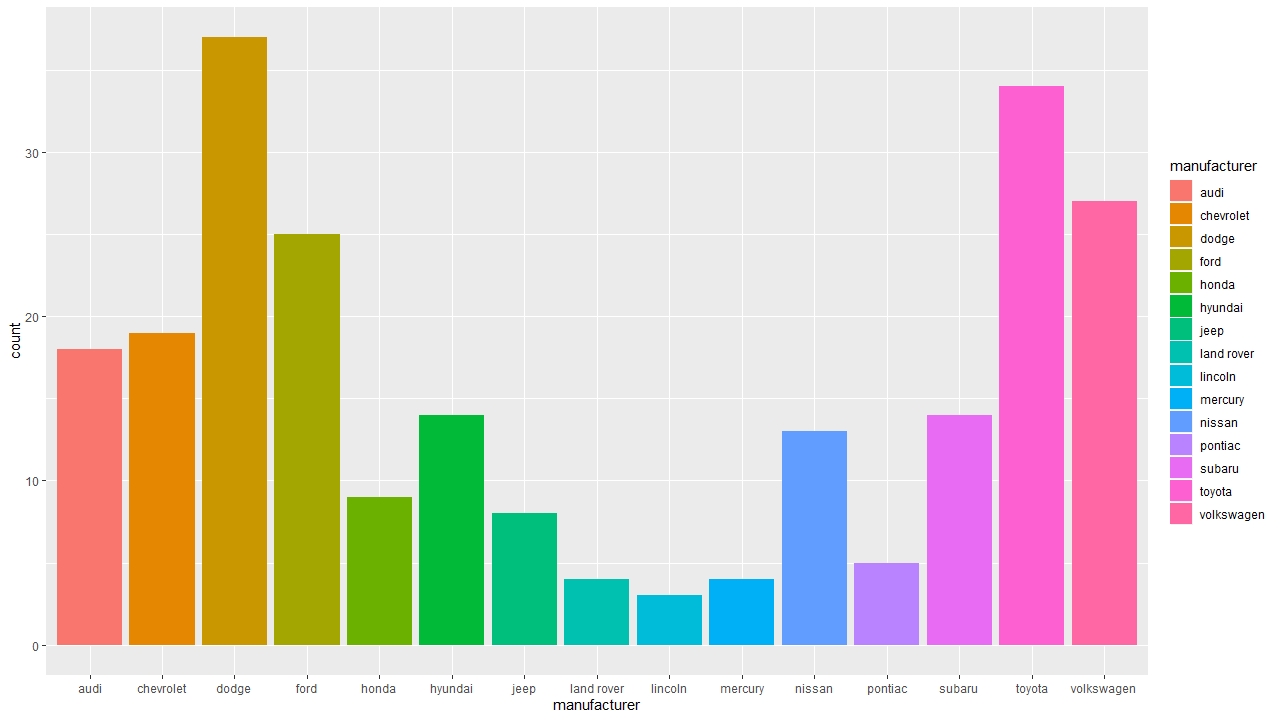 count
30
20
10
0
audi chevrolet dodge ford honda hyundai jeep land rover lincoln mercury nissan pontiac subaru toyota volkswagen
manufacturer
manufacturer
audi
chevrolet
dodge
ford
honda
hyundai
jeep
land rover
lincoln
mercury
nissan
pontiac
subaru
toyota
volkswagen